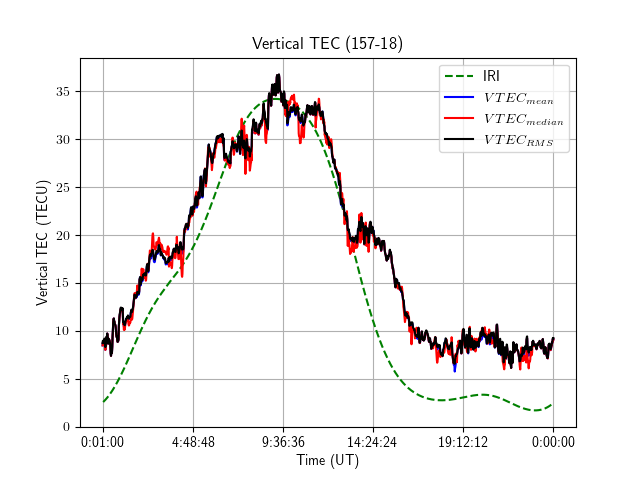 Vertical TEC (157-18)
IRI
VTEC_{mean}
VTEC_{median}
VTEC_{RMS}
35
30
25
20
15
10
5
0
Vertical TEC (TECU)
0:01:00 4:48:48 9:36:36 14:24:24 19:12:12 0:00:00
Time (UT)